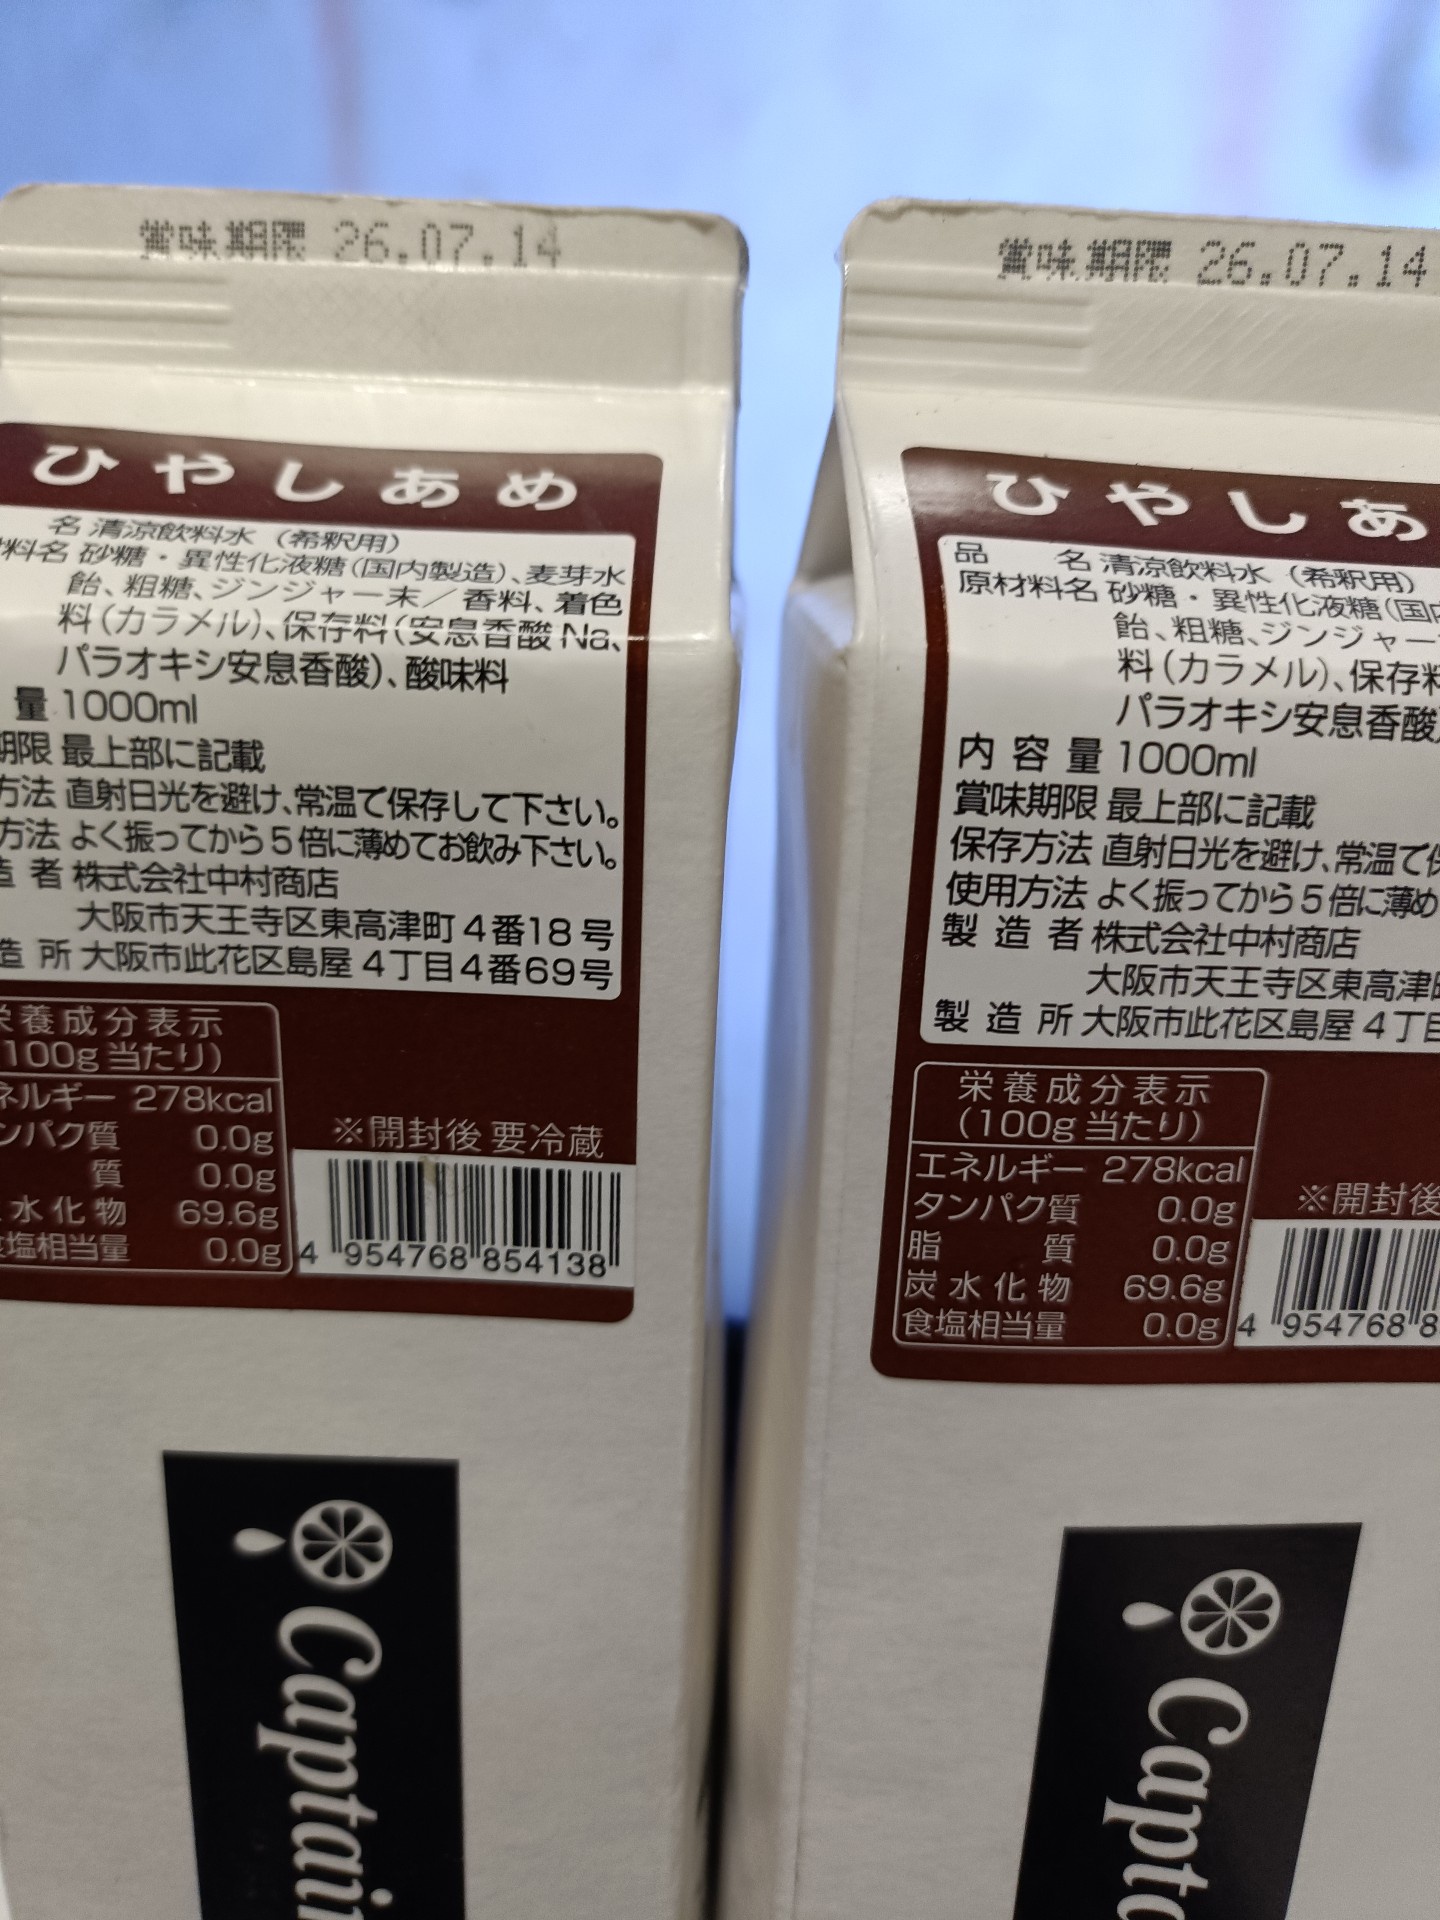 賞味期限 26.07.14
ひやしあめ
名 清涼飲料水 (希釈用)
料名 砂糖・異性化液糖(国内製造)、麦芽水
飴、粗糖、ジンジャー末/香料、着色
料(カラメル)、保存料(安息香酸Na、
パラオキシ安息香酸)、酸味料
量 1000ml
期限 最上部に記載
方法 直射日光を避け、常温で保存して下さい。
方法 よく振ってから5倍に薄めてお飲み下さい。
造者 株式会社中村商店
大阪市天王寺区東高津町4番18号
造所 大阪市此花区島屋4丁目4番69号
栄養成分表示
(100g当たり)
ネルギー 278kcal
ンパク質 0.0g
質 0.0g
水化物 69.6g
塩相当量 0.0g
※開封後要冷蔵
4 954768 854138
Captain
賞味期限 26.07.14
ひやしあ
品名 清涼飲料水 (希釈用)
原材料名 砂糖・異性化液糖(国内
飴、粗糖、ジンジャー
料(カラメル)、保存料
パラオキシ安息香酸)
内容量 1000ml
賞味期限 最上部に記載
保存方法 直射日光を避け、常温で保
使用方法 よく振ってから5倍に薄め
製造者 株式会社中村商店
大阪市天王寺区東高津町
製造所 大阪市此花区島屋4丁目
栄養成分表示
(100g当たり)
エネルギー 278kcal
タンパク質 0.0g
脂質 0.0g
炭水化物 69.6g
食塩相当量 0.0g
※開封後
4 954768 8
Capta